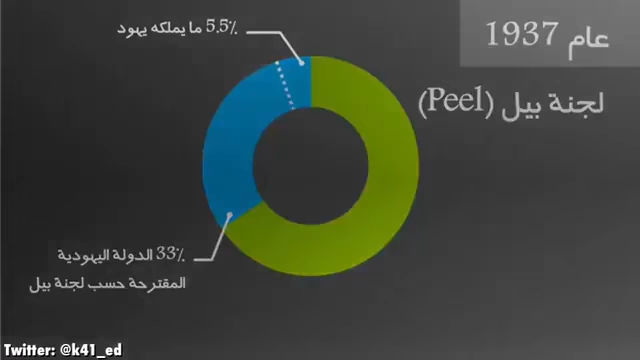 عام 1937
لجنة بيل (Peel)
5.5٪ ما يملكه يهود
33٪ الدولة اليهودية
المقترحة حسب لجنة بيل
Twitter: @k41_ed